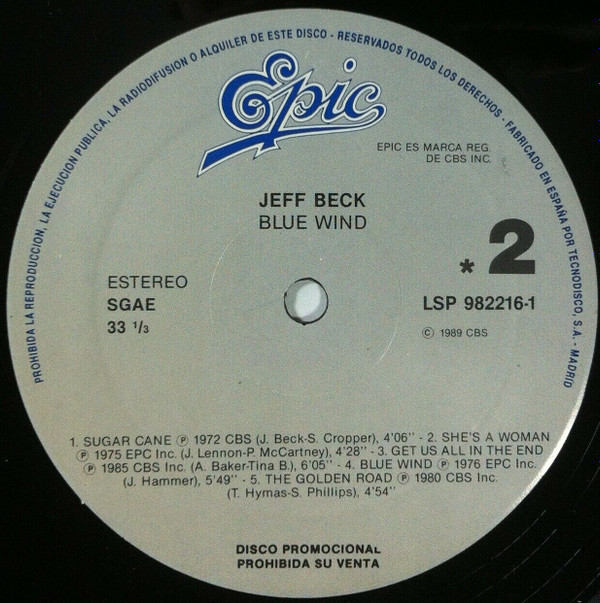 PROHIBIDA LA REPRODUCCION, LA EJECUCION PUBLICA, LA RADIODIFUSION O ALQUILER DE ESTE DISCO - RESERVADOS TODOS LOS DERECHOS - FABRICADO EN ESPAÑA POR TECNODISCO, S.A. - MADRID
Epic
EPIC ES MARCA REG.
DE CBS INC.
JEFF BECK
BLUE WIND
* 2
ESTEREO
SGAE
33 1/3
LSP 982216-1
© 1989 CBS
1. SUGAR CANE ℗ 1972 CBS (J. Beck-S. Cropper), 4'06'' - 2. SHE'S A WOMAN
℗ 1975 EPC Inc. (J. Lennon-P. McCartney), 4'28'' - 3. GET US ALL IN THE END
℗ 1985 CBS Inc. (A. Baker-Tina B.), 6'05'' - 4. BLUE WIND ℗ 1976 EPC Inc.
(J. Hammer), 5'49'' - 5. THE GOLDEN ROAD ℗ 1980 CBS Inc.
(T. Hymas-S. Phillips), 4'54''
DISCO PROMOCIONAL
PROHIBIDA SU VENTA